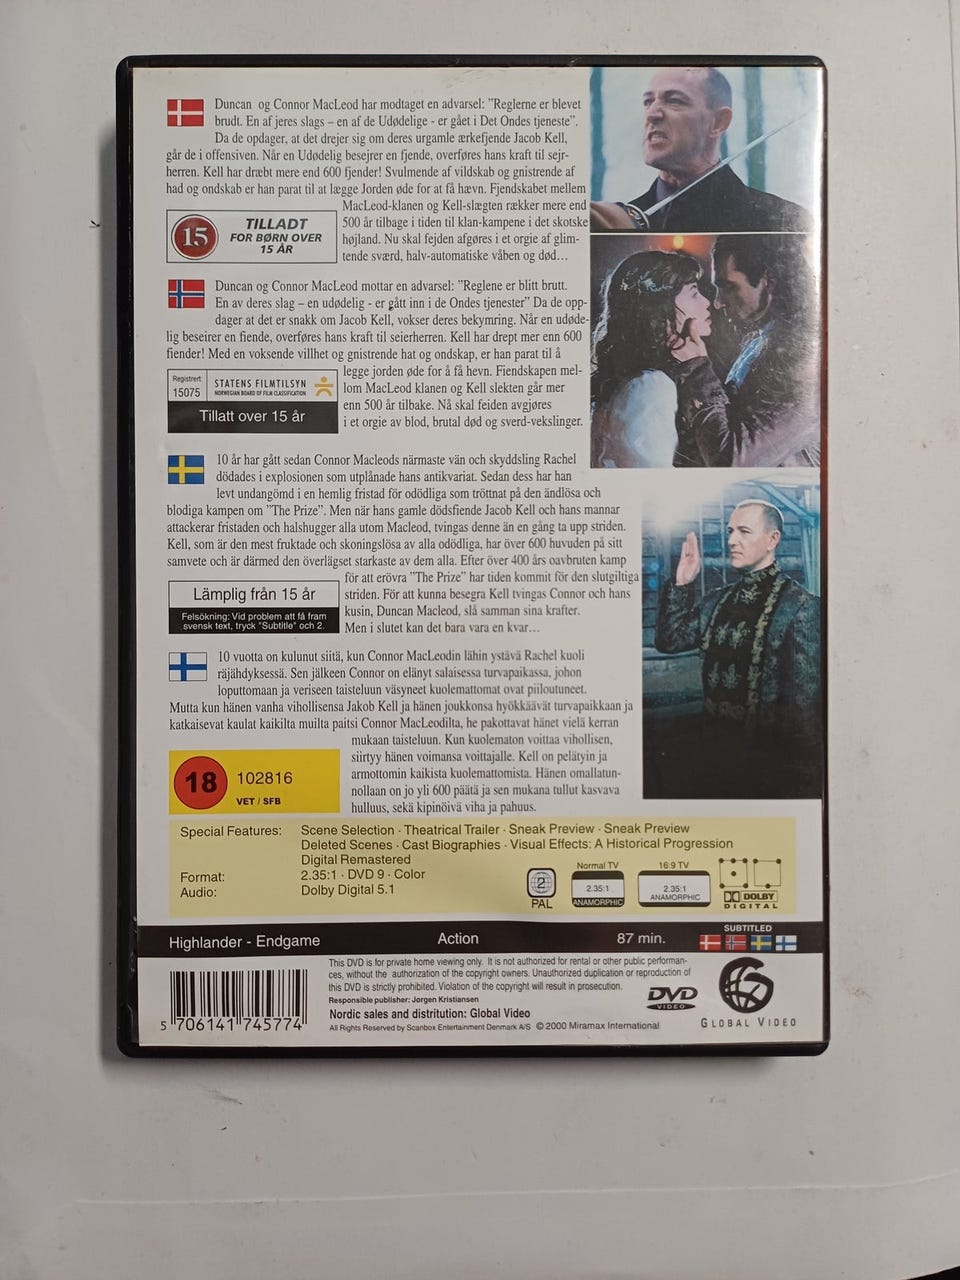 Duncan og Connor MacLeod har modtaget en advarsel: ”Reglerne er blevet
brudt. En af jeres slags – en af de Udødelige - er gået i Det Ondes tjeneste”.
Da de opdager, at det drejer sig om deres urgamle ærkefjende Jacob Kell,
går de i offensiven. Når en Udødelig besejrer en fjende, overføres hans kraft til sejr-
herren. Kell har dræbt mere end 600 fjender! Svulmende af vildskab og gnistrende af
had og ondskab er han parat til at lægge Jorden øde for at få hævn. Fjendskabet mellem
MacLeod-klanen og Kell-slægten rækker mere end
500 år tilbage i tiden til klan-kampene i det skotske
højland. Nu skal fejden afgøres i et orgie af glim-
tende sværd, halv-automatiske våben og død...
15
TILLADT
FOR BØRN OVER
15 ÅR
Duncan og Connor MacLeod mottar en advarsel: ”Reglene er blitt brutt.
En av deres slag – en udødelig - er gått inn i de Ondes tjenester” Da de opp-
dager at det er snakk om Jacob Kell, vokser deres bekymring. Når en udøde-
lig beseirer en fiende, overføres hans kraft til seierherren. Kell har drept mer enn 600
fiender! Med en voksende villhet og gnistrende hat og ondskap, er han parat til å
legge jorden øde for å få hevn. Fiendskapen mel-
lom MacLeod klanen og Kell slekten går mer
enn 500 år tilbake. Nå skal feiden avgjøres
i et orgie av blod, brutal død og sverd-vekslinger.
Registrert
15075
STATENS FILMTILSYN
NORWEGIAN BOARD OF FILM CLASSIFICATION
Tillatt over 15 år
10 år har gått sedan Connor Macleods närmaste vän och skyddsling Rachel
dödades i explosionen som utplånade hans antikvariat. Sedan dess har han
levt undangömd i en hemlig fristad för odödliga som tröttnat på den ändlösa och
blodiga kampen om ”The Prize”. Men när hans gamle dödsfiende Jacob Kell och hans mannar
attackerar fristaden och halshugger alla utom Macleod, tvingas denne än en gång ta upp striden.
Kell, som är den mest fruktade och skoningslösa av alla odödliga, har över 600 huvuden på sitt
samvete och är därmed den överlägset starkaste av dem alla. Efter över 400 års oavbruten kamp
för att erövra ”The Prize” har tiden kommit för den slutgiltiga
striden. För att kunna besegra Kell tvingas Connor och hans
kusin, Duncan Macleod, slå samman sina krafter.
Men i slutet kan det bara vara en kvar...
Lämplig från 15 år
Felsökning: Vid problem att få fram
svensk text, tryck "Subtitle" och 2.
10 vuotta on kulunut siitä, kun Connor MacLeodin lähin ystävä Rachel kuoli
räjähdyksessä. Sen jälkeen Connor on elänyt salaisessa turvapaikassa, johon
loputtomaan ja veriseen taisteluun väsyneet kuolemattomat ovat piiloutuneet.
Mutta kun hänen vanha vihollisensa Jakob Kell ja hänen joukkonsa hyökkäävät turvapaikkaan ja
katkaisevat kaulat kaikilta muilta paitsi Connor MacLeodilta, he pakottavat hänet vielä kerran
mukaan taisteluun. Kun kuolematon voittaa vihollisen,
siirtyy hänen voimansa voittajalle. Kell on pelätyin ja
armottomin kaikista kuolemattomista. Hänen omallatun-
nollaan on jo yli 600 päätä ja sen mukana tullut kasvava
hulluus, sekä kipinöivä viha ja pahuus.
18
102816
VET / SFB
Special Features: Scene Selection · Theatrical Trailer · Sneak Preview · Sneak Preview
Deleted Scenes · Cast Biographies · Visual Effects: A Historical Progression
Digital Remastered
Format: 2.35:1 · DVD 9 · Color
Audio: Dolby Digital 5.1
2
PAL
Normal TV
2.35:1
ANAMORPHIC
16:9 TV
2.35:1
ANAMORPHIC
DOLBY
DIGITAL
Highlander - Endgame Action 87 min.
SUBTITLED
This DVD is for private home viewing only. It is not authorized for rental or other public performan-
ces, without the authorization of the copyright owners. Unauthorized duplication or reproduction of
this DVD is strictly prohibited. Violation of the copyright will result in prosecution.
Responsible publisher: Jørgen Kristiansen
Nordic sales and distrbution: Global Video
All Rights Reserved by Scanbox Entertainment Denmark A/S © 2000 Miramax International
5 706141 745774
DVD
VIDEO
GLOBAL VIDEO